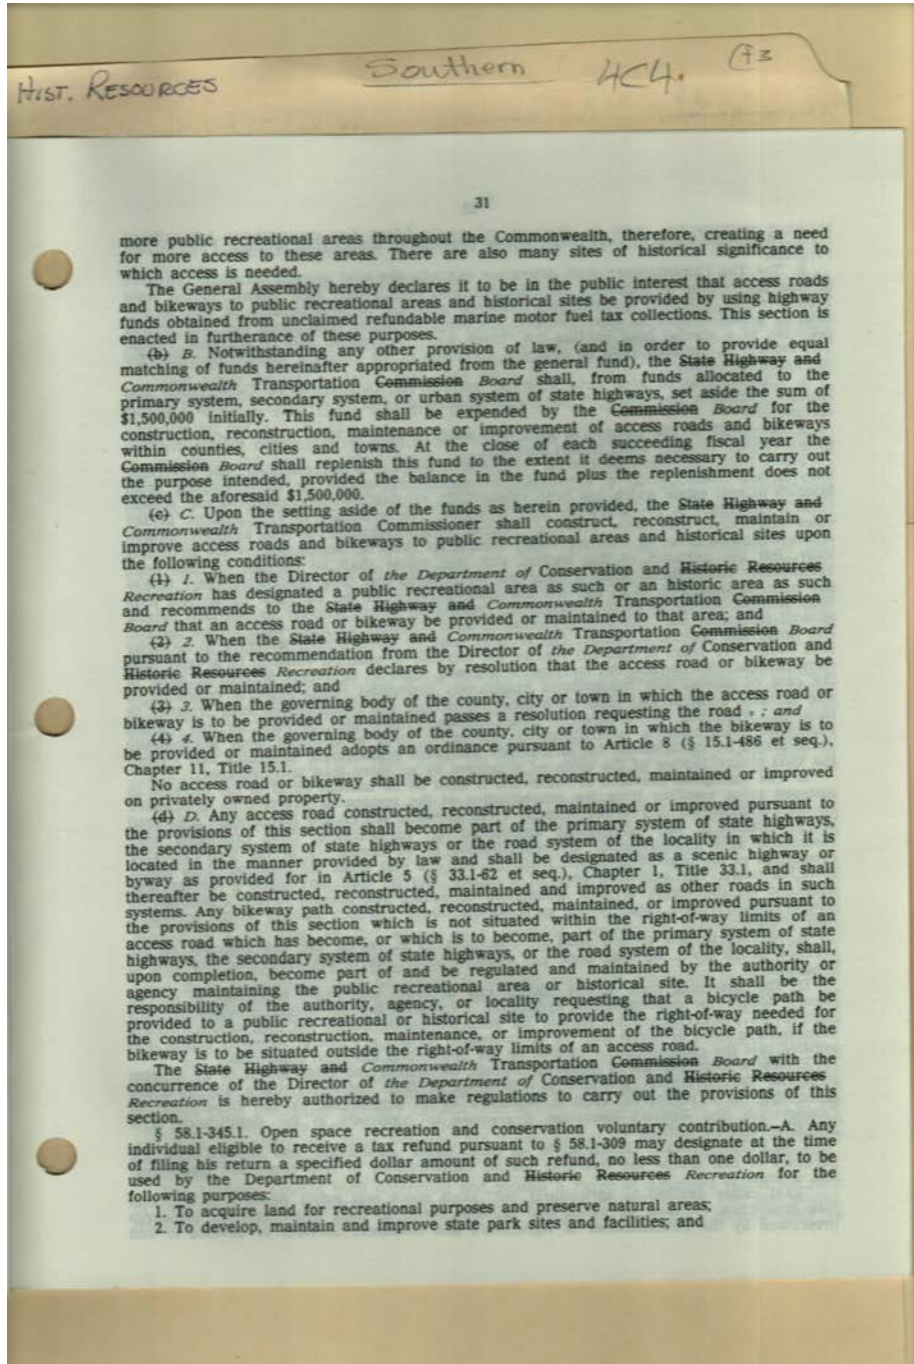 HIST. RESOURCES
Southern
4C4.
31
more public recreational areas throughout the Commonwealth, therefore, creating a need
for more access to these areas. There are also many sites of historical significance to
which access is needed.
The General Assembly hereby declares it to be in the public interest that access roads
and bikeways to public recreational areas and historical sites be provided by using highway
funds obtained from unclaimed refundable marine motor fuel tax collections. This section is
enacted in furtherance of these purposes.
(b) B. Notwithstanding any other provision of law, (and in order to provide equal
matching of funds hereinafter appropriated from the general fund), the State Highway and
Commonwealth Transportation Commission Board shall, from funds allocated to the
primary system, secondary system, or urban system of state highways, set aside the sum of
$1,500,000 initially. This fund shall be expended by the Commission Board for the
construction, reconstruction, maintenance or improvement of access roads and bikeways
within counties, cities and towns. At the close of each succeeding fiscal year the
Commission Board shall replenish this fund to the extent it deems necessary to carry out
the purpose intended, provided the balance in the fund plus the replenishment does not
exceed the aforesaid $1,500,000.
(c) C. Upon the setting aside of the funds as herein provided, the State Highway and
Commonwealth Transportation Commissioner shall construct, reconstruct, maintain or
improve access roads and bikeways to public recreational areas and historical sites upon
the following conditions:
(1) 1. When the Director of the Department of Conservation and Historic Resources
Recreation has designated a public recreational area as such or an historic area as such
and recommends to the State Highway and Commonwealth Transportation Commission
Board that an access road or bikeway be provided or maintained to that area; and
(2) 2. When the State Highway and Commonwealth Transportation Commission Board
pursuant to the recommendation from the Director of the Department of Conservation and
Historic Resources Recreation declares by resolution that the access road or bikeway be
provided or maintained; and
(3) 3. When the governing body of the county, city or town in which the access road or
bikeway is to be provided or maintained passes a resolution requesting the road . ; and
(4) 4. When the governing body of the county, city or town in which the bikeway is to
be provided or maintained adopts an ordinance pursuant to Article 8 (§ 15.1-486 et seq.),
Chapter 11, Title 15.1.
No access road or bikeway shall be constructed, reconstructed, maintained or improved
on privately owned property.
(d) D. Any access road constructed, reconstructed, maintained or improved pursuant to
the provisions of this section shall become part of the primary system of state highways,
the secondary system of state highways or the road system of the locality in which it is
located in the manner provided by law and shall be designated as a scenic highway or
byway as provided for in Article 5 (§ 33.1-62 et seq.), Chapter 1, Title 33.1, and shall
thereafter be constructed, reconstructed, maintained and improved as other roads in such
systems. Any bikeway path constructed, reconstructed, maintained, or improved pursuant to
the provisions of this section which is not situated within the right-of-way limits of an
access road which has become, or which is to become, part of the primary system of state
highways, the secondary system of state highways, or the road system of the locality, shall,
upon completion, become part of and be regulated and maintained by the authority or
agency maintaining the public recreational area or historical site. It shall be the
responsibility of the authority, agency, or locality requesting that a bicycle path be
provided to a public recreational or historical site to provide the right-of-way needed for
the construction, reconstruction, maintenance, or improvement of the bicycle path, if the
bikeway is to be situated outside the right-of-way limits of an access road.
The State Highway and Commonwealth Transportation Commission Board with the
concurrence of the Director of the Department of Conservation and Historic Resources
Recreation is hereby authorized to make regulations to carry out the provisions of this
section.
§ 58.1-345.1. Open space recreation and conservation voluntary contribution.—A. Any
individual eligible to receive a tax refund pursuant to § 58.1-309 may designate at the time
of filing his return a specified dollar amount of such refund, no less than one dollar, to be
used by the Department of Conservation and Historic Resources Recreation for the
following purposes:
1. To acquire land for recreational purposes and preserve natural areas;
2. To develop, maintain and improve state park sites and facilities; and